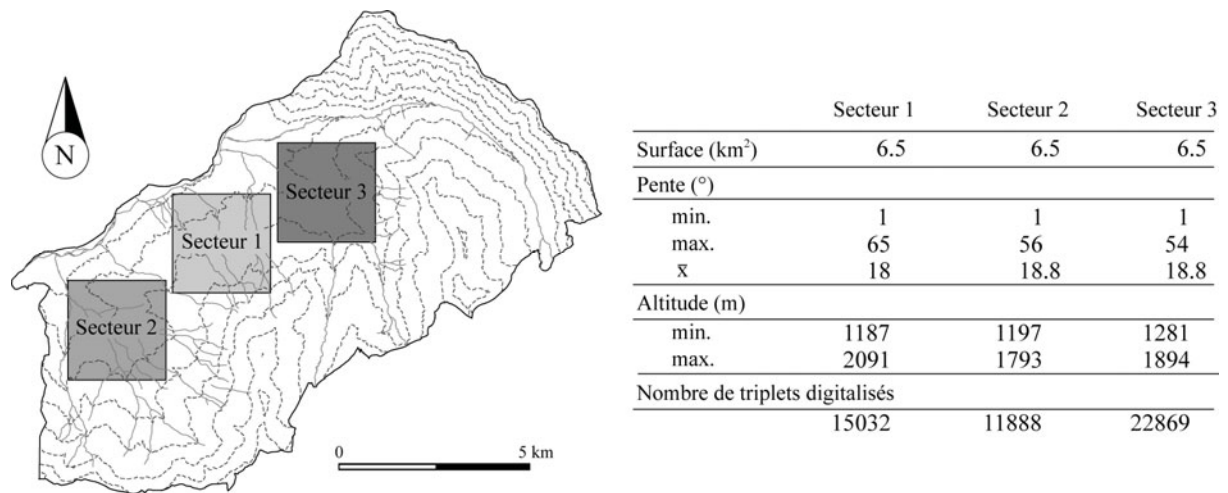 N
Secteur 3
Secteur 1
Secteur 2
0 5 km
Secteur 1 Secteur 2 Secteur 3
Surface (km²) 6.5 6.5 6.5
Pente (°)
min. 1 1 1
max. 65 56 54
x̅ 18 18.8 18.8
Altitude (m)
min. 1187 1197 1281
max. 2091 1793 1894
Nombre de triplets digitalisés
15032 11888 22869